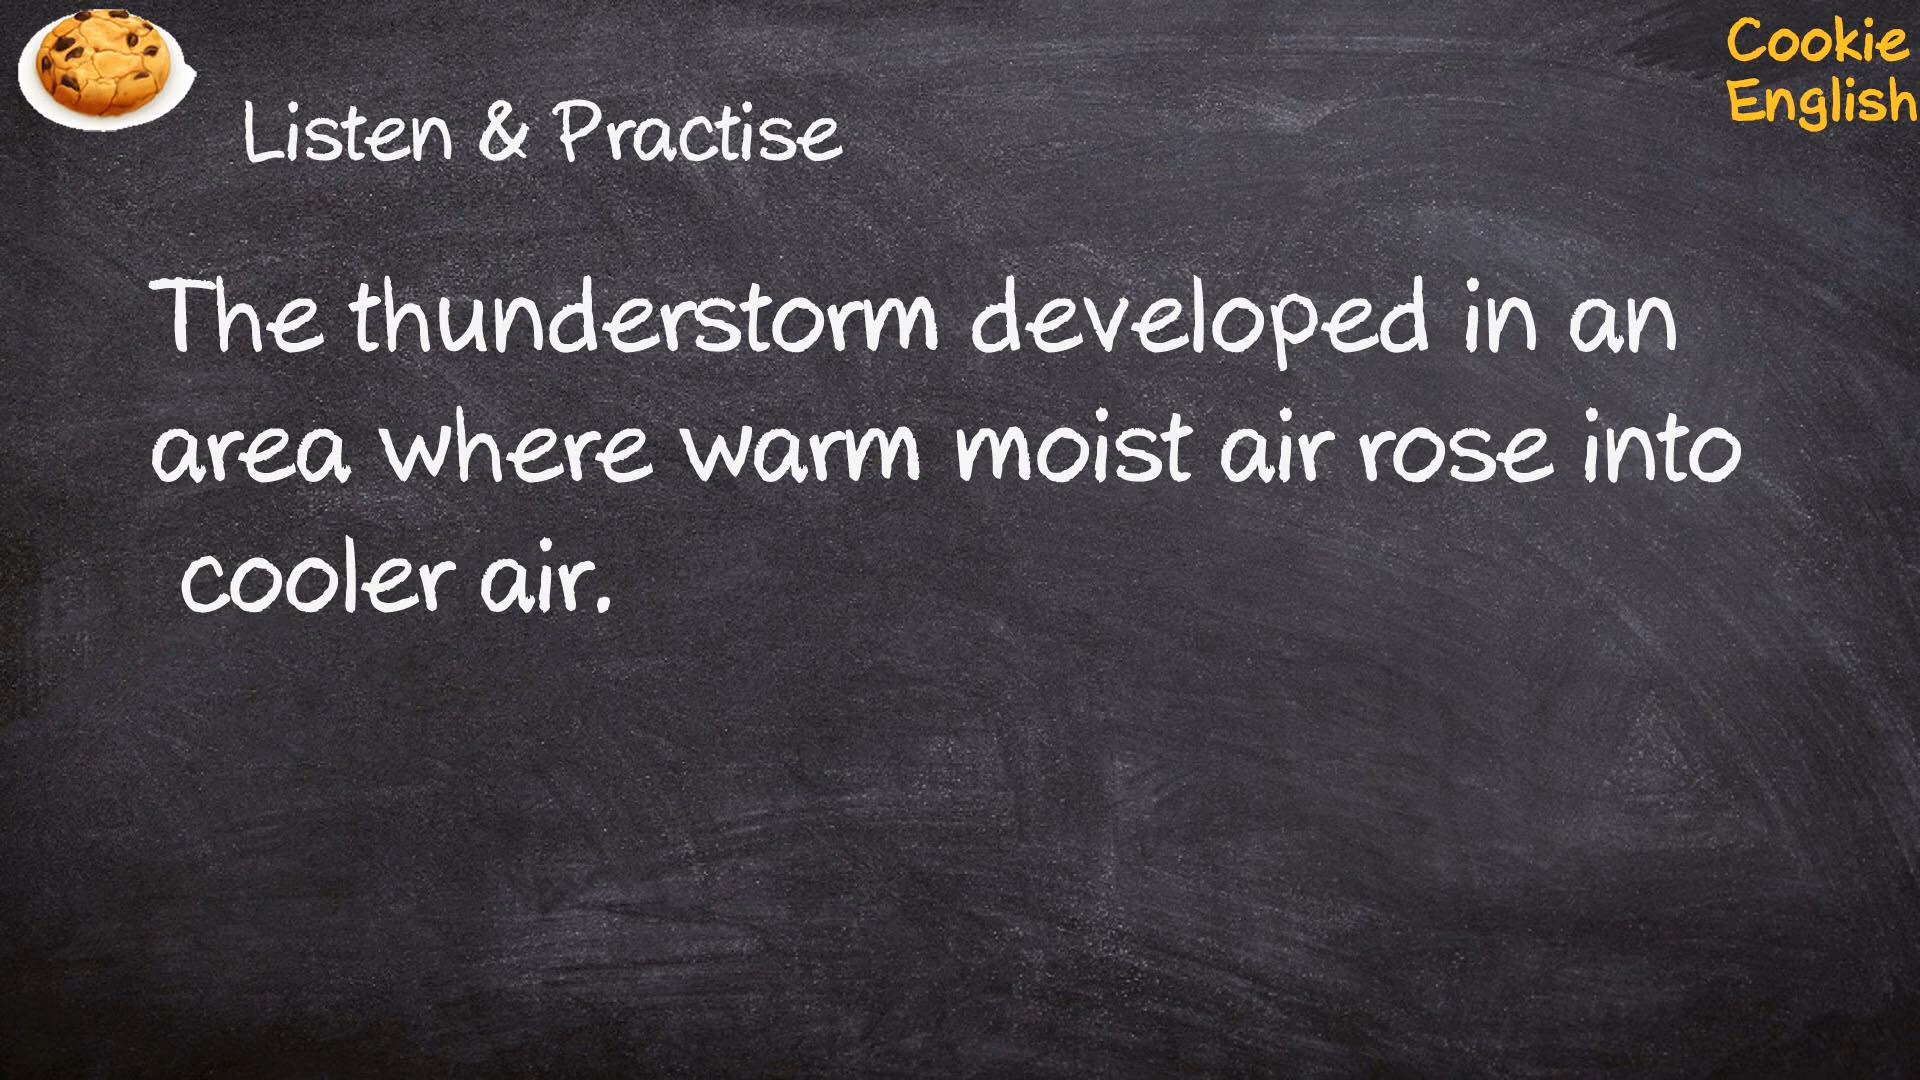 Cookie
English
Listen & Practise
The thunderstorm developed in an
area where warm moist air rose into
cooler air.